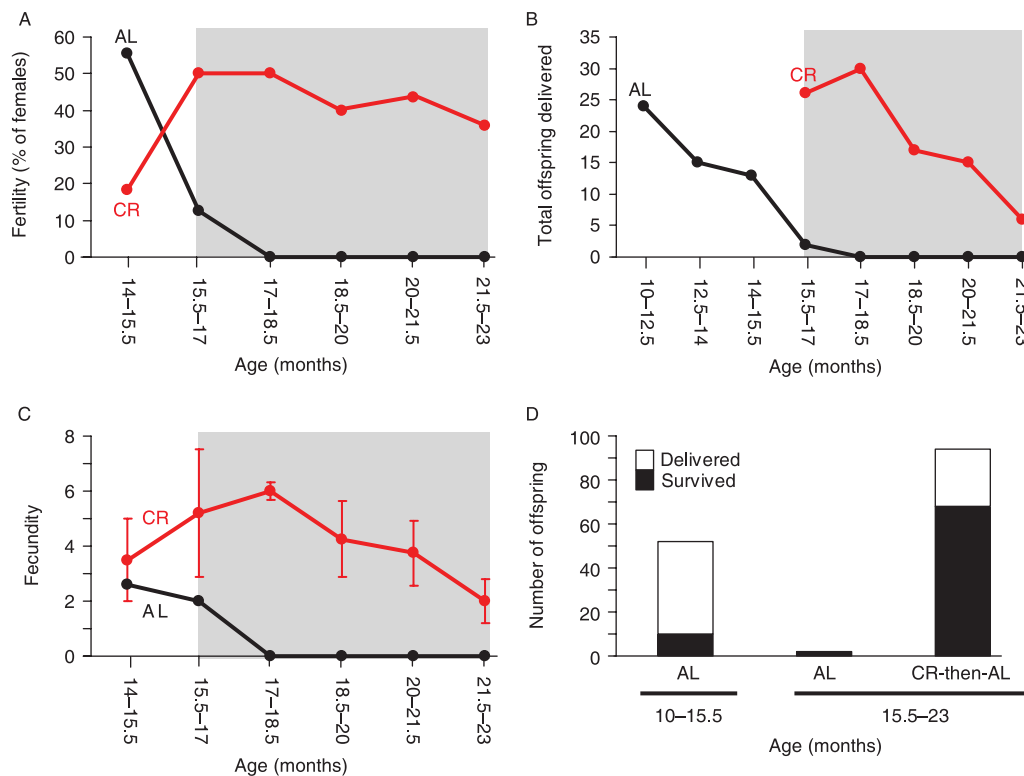 A
Fertility (% of females)
60
50
40
30
20
10
0
AL
CR
14–15.5
15.5–17
17–18.5
18.5–20
20–21.5
21.5–23
Age (months)
B
Total offspring delivered
35
30
25
20
15
10
5
0
AL
CR
10–12.5
12.5–14
14–15.5
15.5–17
17–18.5
18.5–20
20–21.5
21.5–23
Age (months)
C
Fecundity
8
6
4
2
0
CR
AL
14–15.5
15.5–17
17–18.5
18.5–20
20–21.5
21.5–23
Age (months)
D
Number of offspring
100
80
60
40
20
0
Delivered
Survived
AL AL CR-then-AL
10–15.5 15.5–23
Age (months)